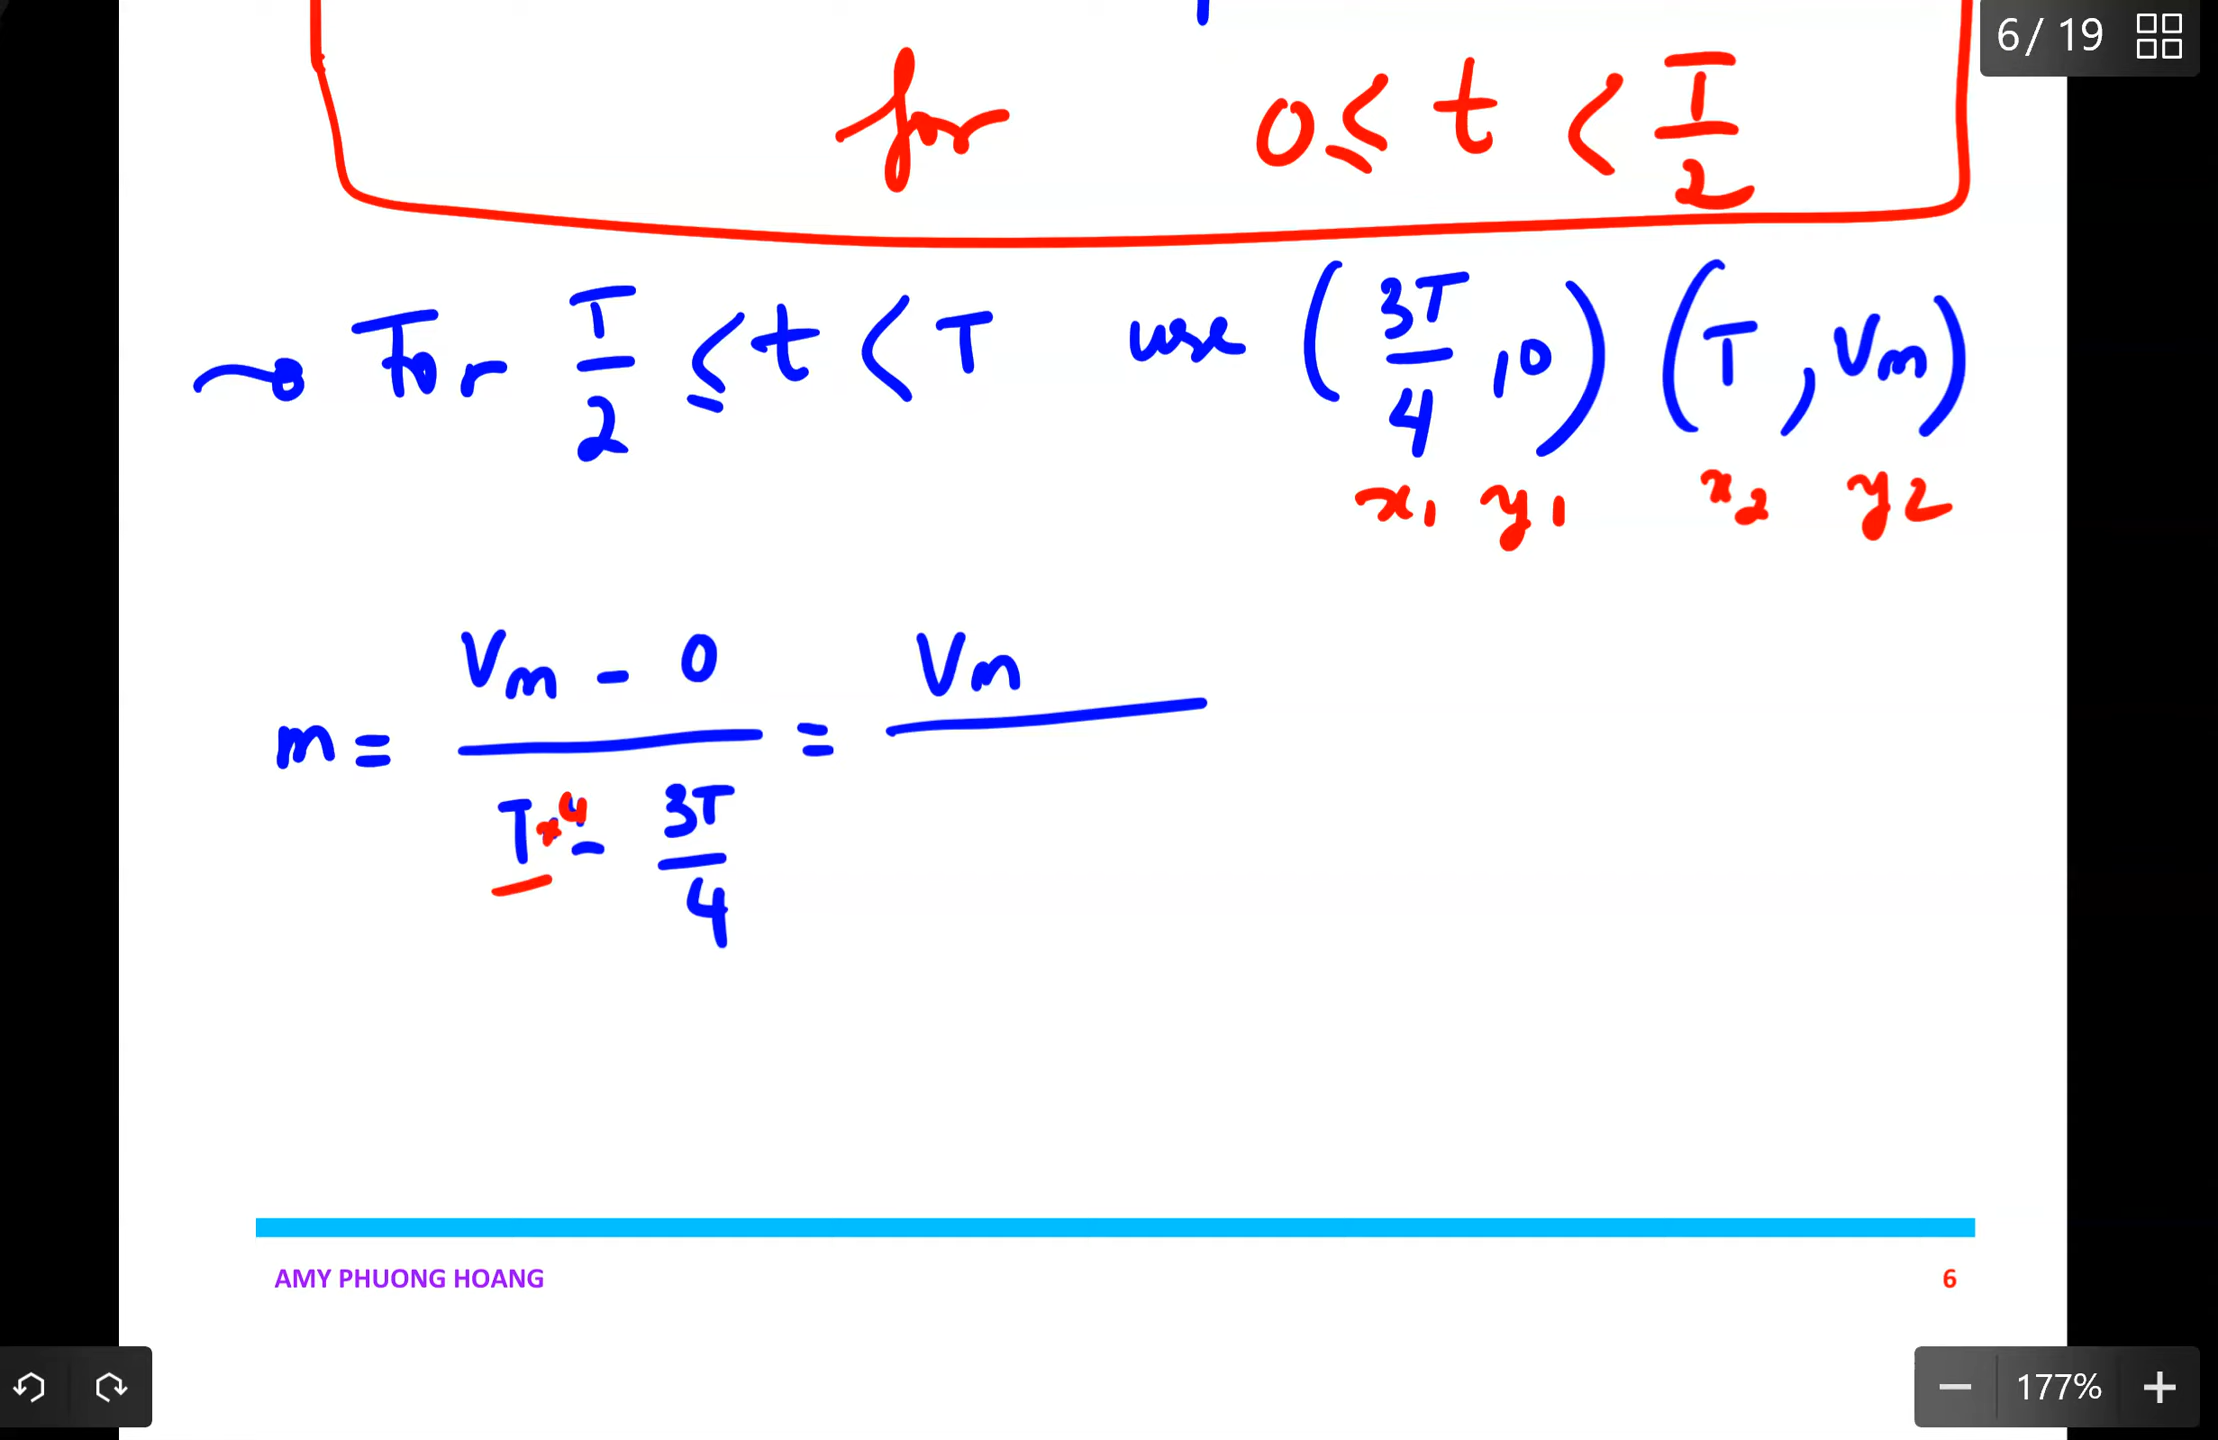 6 / 19
for 0 ≤ t < T/2
For T/2 ≤ t < T use (3T/4, 0) (T, Vm)
x1 y1 x2 y2
m = (Vm - 0)/(T×4 - 3T/4) = Vm/
AMY PHUONG HOANG 6
177%